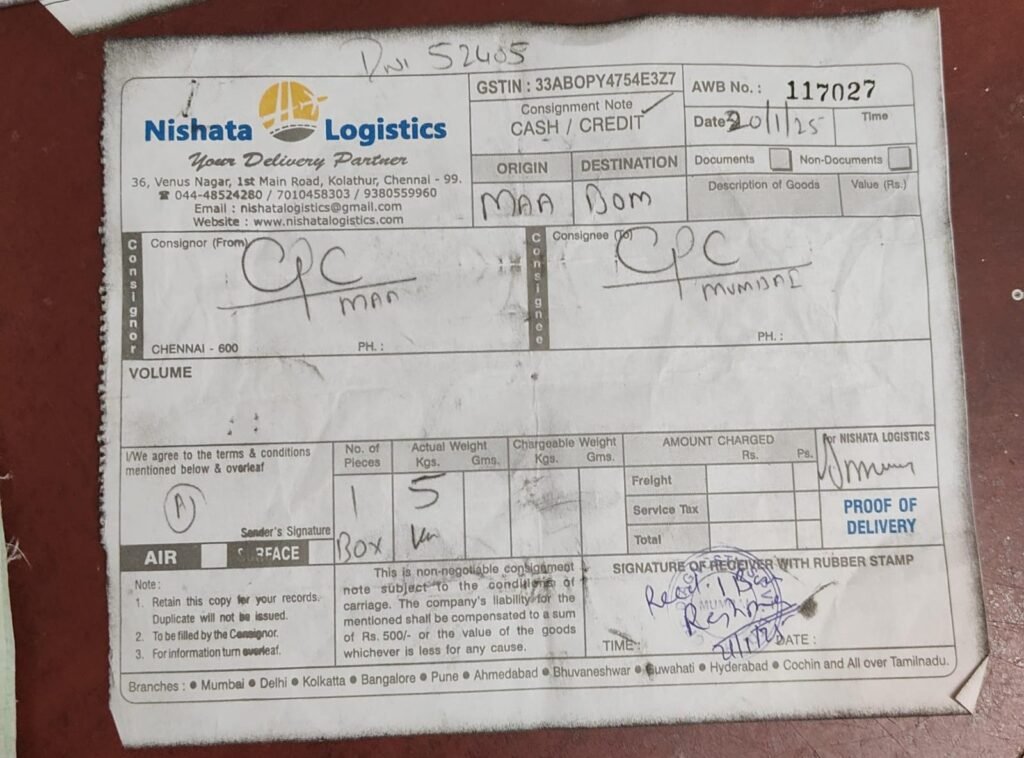 52405
Nishata Logistics
Your Delivery Partner
36, Venus Nagar, 1st Main Road, Kolathur, Chennai - 99.
☎ 044-48524280 / 7010458303 / 9380559960
Email : nishatalogistics@gmail.com
Website : www.nishatalogistics.com
GSTIN : 33ABOPY4754E3Z7
Consignment Note
CASH / CREDIT
ORIGIN DESTINATION
MAA BOM
AWB No. : 117027
Date 20/1/25 Time
Documents Non-Documents
Description of Goods Value (Rs.)
Consignor
Consignor (From)
CPC
MAA
CHENNAI - 600 PH. :
Consignee
Consignee (To)
CPC
MUMBAI
PH. :
VOLUME
I/We agree to the terms & conditions
mentioned below & overleaf
Sender's Signature
AIR SURFACE
No. of
Pieces
1
Box
Actual Weight
Kgs. Gms.
5
Chargeable Weight
Kgs. Gms.
AMOUNT CHARGED
Rs. Ps.
Freight
Service Tax
Total
For NISHATA LOGISTICS
PROOF OF
DELIVERY
Note :
1. Retain this copy for your records.
Duplicate will not be issued.
2. To be filled by the Consignor.
3. For information turn overleaf.
This is non-negotiable consignment
note subject to the conditions of
carriage. The company's liability for the
mentioned shall be compensated to a sum
of Rs. 500/- or the value of the goods
whichever is less for any cause.
SIGNATURE OF RECEIVER WITH RUBBER STAMP
Recd. 1 Box
21/1/25
TIME : DATE :
Branches : ● Mumbai ● Delhi ● Kolkatta ● Bangalore ● Pune ● Ahmedabad ● Bhuvaneshwar ● Guwahati ● Hyderabad ● Cochin and All over Tamilnadu.